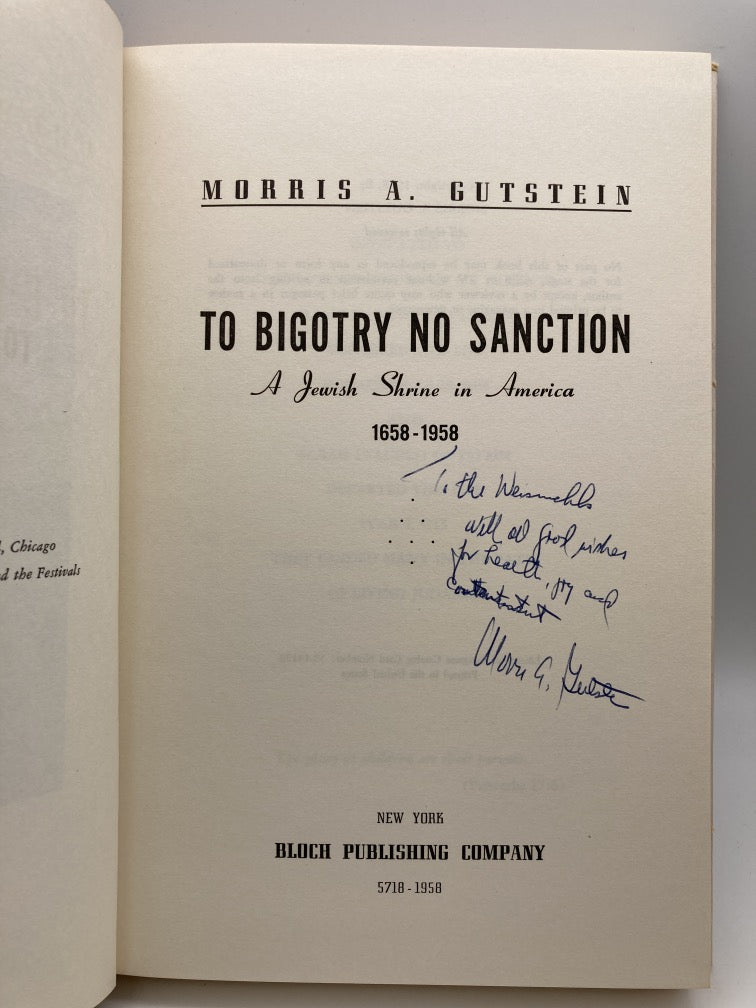 l, Chicago
d the Festivals
MORRIS A. GUTSTEIN
TO BIGOTRY NO SANCTION
A Jewish Shrine in America
1658-1958
To the
with all good wishes
for health, joy and
contentment
Morris A. Gutstein
NEW YORK
BLOCH PUBLISHING COMPANY
5718-1958